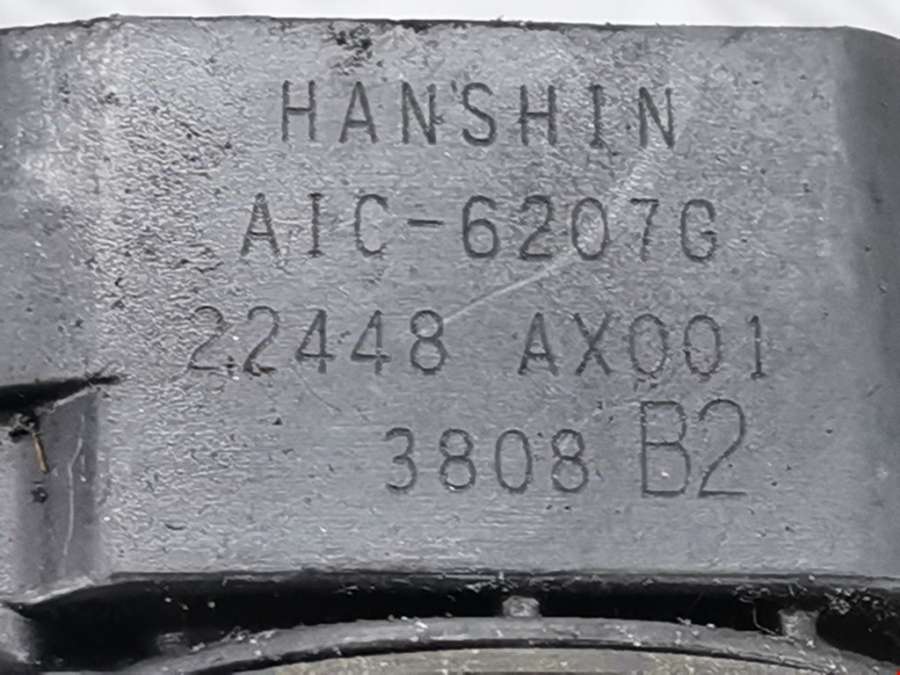 HANSHIN
AIC-6207G
22448 AX001
3808 B2